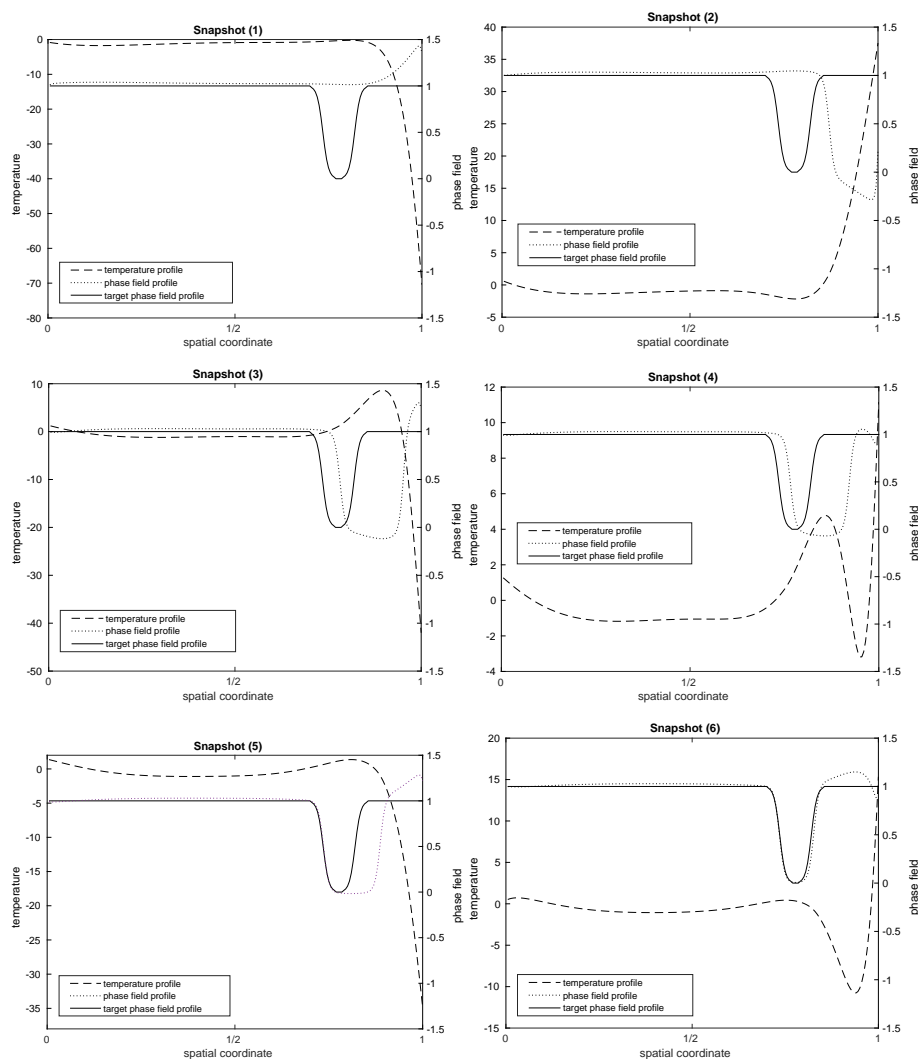 Snapshot (1)
0
-10
-20
-30
-40
-50
-60
-70
-80
temperature
1.5
1
0.5
0
-0.5
-1
-1.5
phase field
temperature profile
phase field profile
target phase field profile
0
1/2
1
spatial coordinate
Snapshot (2)
40
35
30
25
20
15
10
5
0
-5
temperature
1.5
1
0.5
0
-0.5
-1
-1.5
phase field
temperature profile
phase field profile
target phase field profile
0
1/2
1
spatial coordinate
Snapshot (3)
10
0
-10
-20
-30
-40
-50
temperature
1.5
1
0.5
0
-0.5
-1
-1.5
phase field
temperature profile
phase field profile
target phase field profile
0
1/2
1
spatial coordinate
Snapshot (4)
12
10
8
6
4
2
0
-2
-4
temperature
1.5
1
0.5
0
-0.5
-1
-1.5
phase field
temperature profile
phase field profile
target phase field profile
0
1/2
1
spatial coordinate
Snapshot (5)
0
-5
-10
-15
-20
-25
-30
-35
temperature
1.5
1
0.5
0
-0.5
-1
-1.5
phase field
temperature profile
phase field profile
target phase field profile
0
1/2
1
spatial coordinate
Snapshot (6)
20
15
10
5
0
-5
-10
-15
temperature
1.5
1
0.5
0
-0.5
-1
-1.5
phase field
temperature profile
phase field profile
target phase field profile
0
1/2
1
spatial coordinate